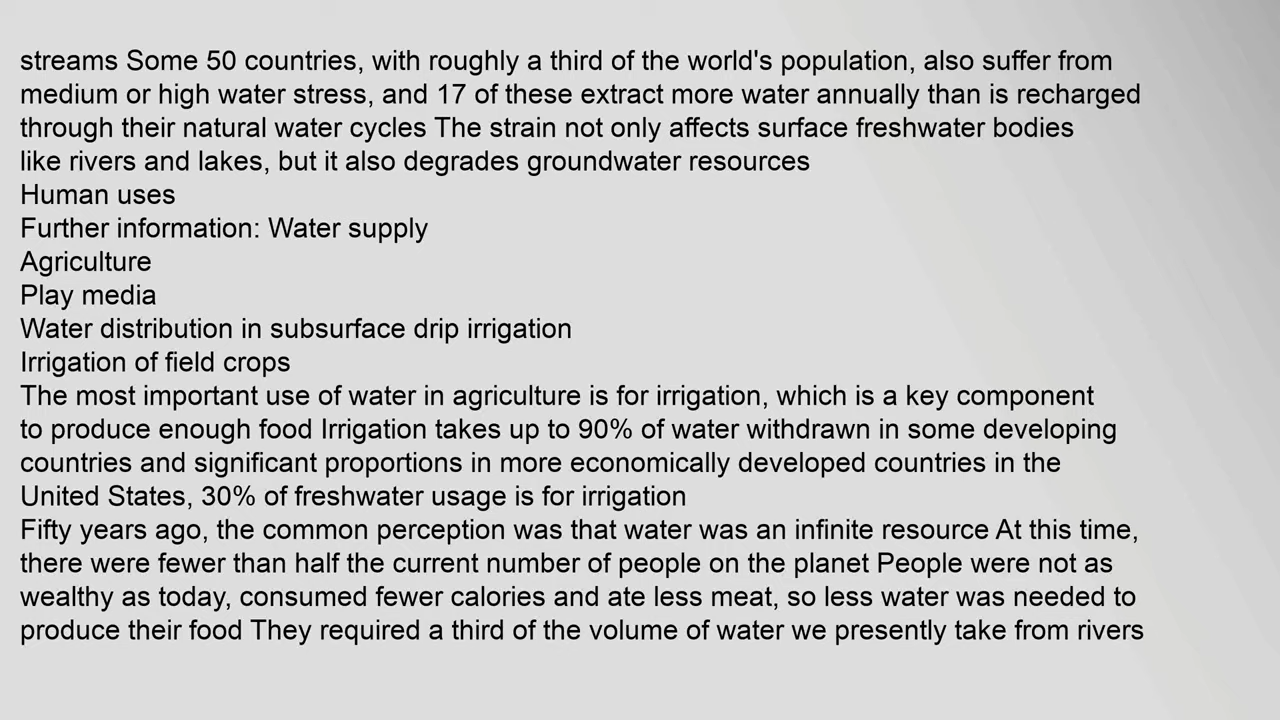 streams Some 50 countries, with roughly a third of the world's population, also suffer from
medium or high water stress, and 17 of these extract more water annually than is recharged
through their natural water cycles The strain not only affects surface freshwater bodies
like rivers and lakes, but it also degrades groundwater resources
Human uses
Further information: Water supply
Agriculture
Play media
Water distribution in subsurface drip irrigation
Irrigation of field crops
The most important use of water in agriculture is for irrigation, which is a key component
to produce enough food Irrigation takes up to 90% of water withdrawn in some developing
countries and significant proportions in more economically developed countries in the
United States, 30% of freshwater usage is for irrigation
Fifty years ago, the common perception was that water was an infinite resource At this time,
there were fewer than half the current number of people on the planet People were not as
wealthy as today, consumed fewer calories and ate less meat, so less water was needed to
produce their food They required a third of the volume of water we presently take from rivers